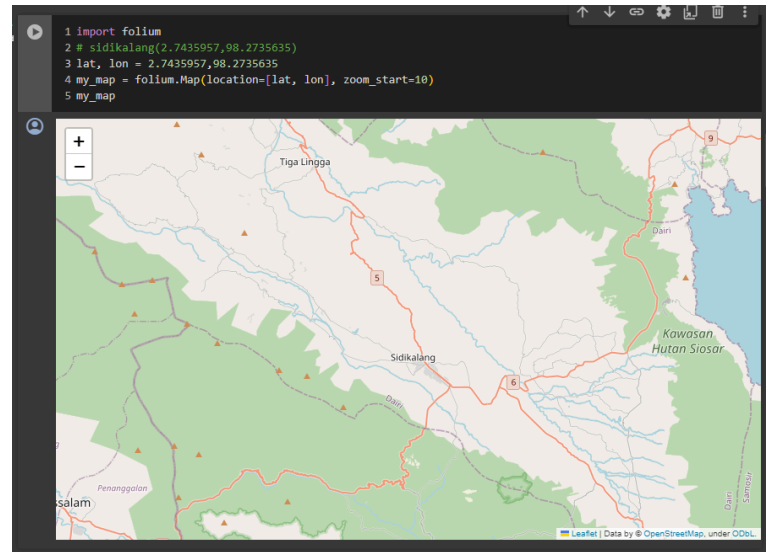 1 import folium
2 # sidikalang(2.7435957,98.2735635)
3 lat, lon = 2.7435957,98.2735635
4 my_map = folium.Map(location=[lat, lon], zoom_start=10)
5 my_map
+
−
9
Tiga Lingga
Dairi
5
Kawasan
Hutan Siosar
Sidikalang
6
Dairi
Penanggalan
ssalam
Dairi
Samosir
Leaflet | Data by © OpenStreetMap, under ODbL.